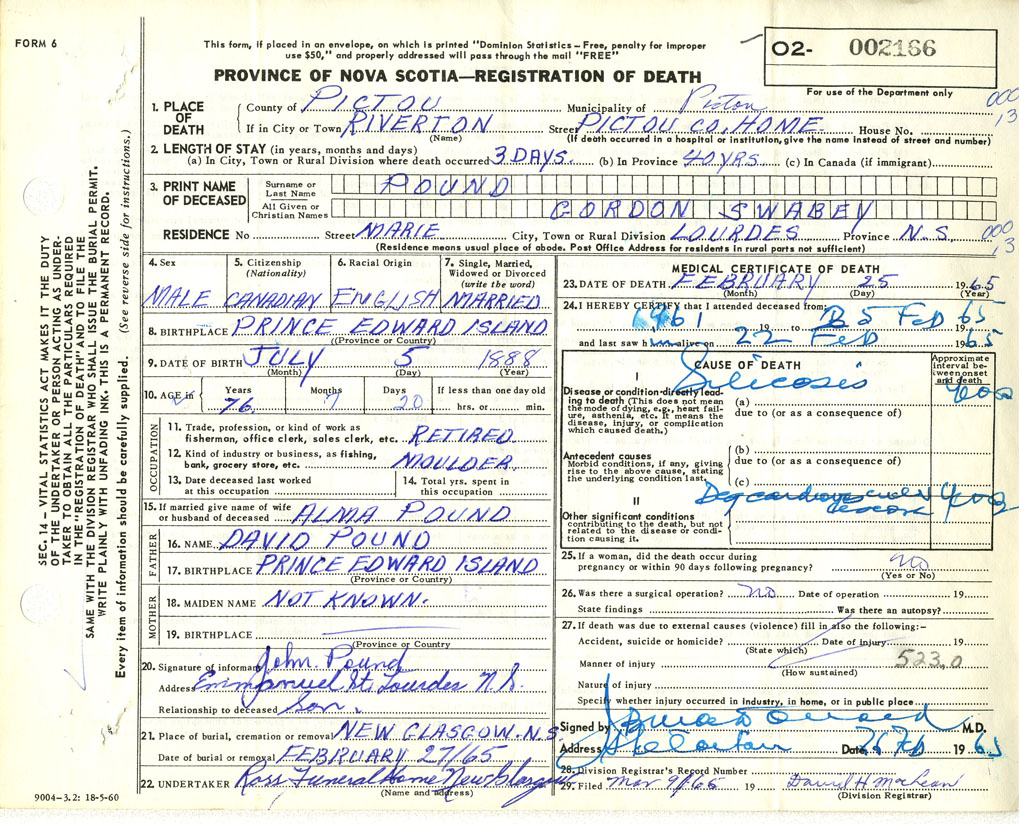 FORM 6
This form, if placed in an envelope, on which is printed "Dominion Statistics – Free, penalty for improper
use $50," and properly addressed will pass through the mail "FREE"
PROVINCE OF NOVA SCOTIA—REGISTRATION OF DEATH
O2- 002166
For use of the Department only
000
13
1. PLACE OF DEATH
County of PICTOU Municipality of Pictou
If in City or Town RIVERTON Street PICTOU CO, HOME House No.
(Name) (If death occurred in a hospital or institution, give the name instead of street and number)
2. LENGTH OF STAY (in years, months and days)
(a) In City, Town or Rural Division where death occurred 3 DAYS. (b) In Province 40 YRS. (c) In Canada (if immigrant)
3. PRINT NAME OF DECEASED
Surname or Last Name POUND
All Given or Christian Names GORDON SWABEY
RESIDENCE No Street MARIE City, Town or Rural Division LOURDES Province N.S.
000
13
(Residence means usual place of abode. Post Office Address for residents in rural parts not sufficient)
4. Sex 5. Citizenship (Nationality) 6. Racial Origin 7. Single, Married, Widowed or Divorced (write the word)
MALE CANADIAN ENGLISH MARRIED
8. BIRTHPLACE PRINCE EDWARD ISLAND
(Province or Country)
9. DATE OF BIRTH JULY 5 1888
(Month) (Day) (Year)
10. AGE in Years Months Days If less than one day old
76 7 20 hrs. or min.
OCCUPATION
11. Trade, profession, or kind of work as
fisherman, office clerk, sales clerk, etc. RETIRED
12. Kind of industry or business, as fishing,
bank, grocery store, etc. MOULDER
13. Date deceased last worked at this occupation
14. Total yrs. spent in this occupation
15. If married give name of wife
or husband of deceased ALMA POUND
FATHER
16. NAME DAVID POUND
17. BIRTHPLACE PRINCE EDWARD ISLAND
(Province or Country)
MOTHER
18. MAIDEN NAME NOT KNOWN.
19. BIRTHPLACE
(Province or Country)
20. Signature of informant John. Pound
Address Emmanuel St. Lourdes N.S.
Relationship to deceased Son.
21. Place of burial, cremation or removal NEW GLASGOW. N.S.
Date of burial or removal FEBRUARY 27/65
22. UNDERTAKER Ross Funeral Home New Glasgow
(Name and address)
MEDICAL CERTIFICATE OF DEATH
23. DATE OF DEATH FEBRUARY 25 1965
(Month) (Day) (Year)
24. I HEREBY CERTIFY that I attended deceased from:
1961 19 to 25 Feb 1965
and last saw him alive on 22 Feb 1965
CAUSE OF DEATH
Approximate interval between onset and death
I
Disease or condition directly leading to death (This does not mean the mode of dying, e.g., heart failure, asthenia, etc. It means the disease, injury, or complication which caused death.)
(a) Silicosis
due to (or as a consequence of)
Antecedent causes
Morbid conditions, if any, giving rise to the above cause, stating the underlying condition last.
(b)
due to (or as a consequence of)
(c)
II
Other significant conditions
contributing to the death, but not related to the disease or condition causing it.
25. If a woman, did the death occur during
pregnancy or within 90 days following pregnancy? no
(Yes or No)
26. Was there a surgical operation? no Date of operation 19
State findings Was there an autopsy?
27. If death was due to external causes (violence) fill in also the following:–
Accident, suicide or homicide? Date of injury 19
(State which)
Manner of injury 523,0
(How sustained)
Nature of injury
Specify whether injury occurred in Industry, in home, or in public place
Signed by M.D.
Address Stellarton Date Feb 1965
28. Division Registrar's Record Number
29. Filed Mar 9/65 19 David H MacLean
(Division Registrar)
SEC. 14 – VITAL STATISTICS ACT MAKES IT THE DUTY
OF THE UNDERTAKER OR PERSON ACTING AS UNDER-
TAKER TO OBTAIN ALL THE PARTICULARS REQUIRED
IN THE "REGISTRATION OF DEATH" AND TO FILE THE
SAME WITH THE DIVISION REGISTRAR WHO SHALL ISSUE THE BURIAL PERMIT.
WRITE PLAINLY WITH UNFADING INK. THIS IS A PERMANENT RECORD.
Every item of information should be carefully supplied. (See reverse side for instructions.)
9004–3.2: 18-5-60